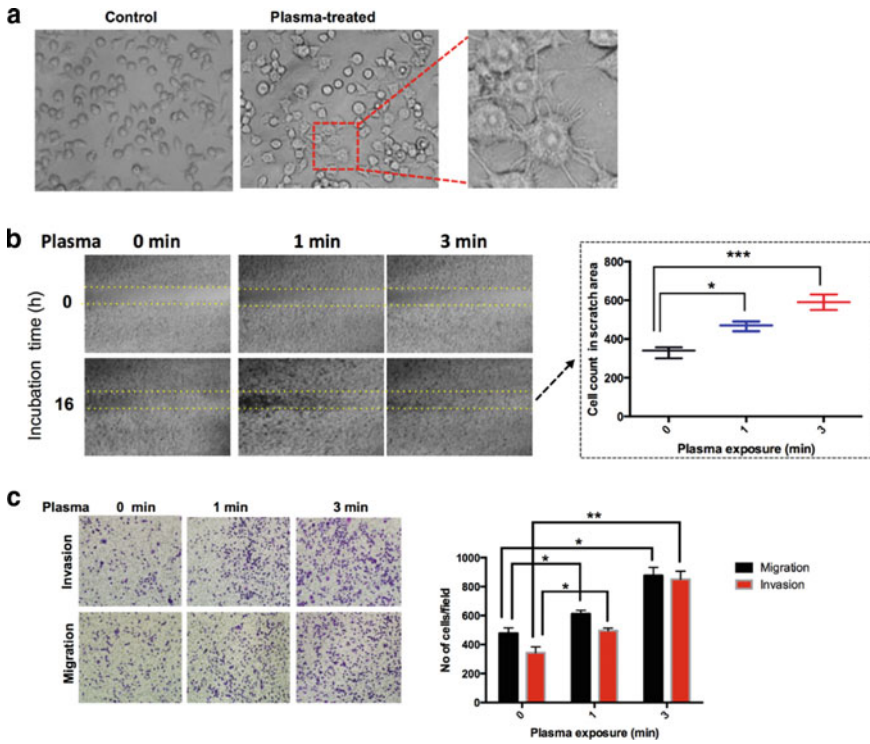 a
Control
Plasma-treated
b
Plasma
0 min
1 min
3 min
Incubation time (h)
0
16
Cell count in scratch area
800
600
400
200
0
***
*
0
1
3
Plasma exposure (min)
c
Plasma
0 min
1 min
3 min
Invasion
Migration
No of cells/field
1000
800
600
400
200
0
**
*
*
*
Migration
Invasion
0
1
3
Plasma exposure (min)